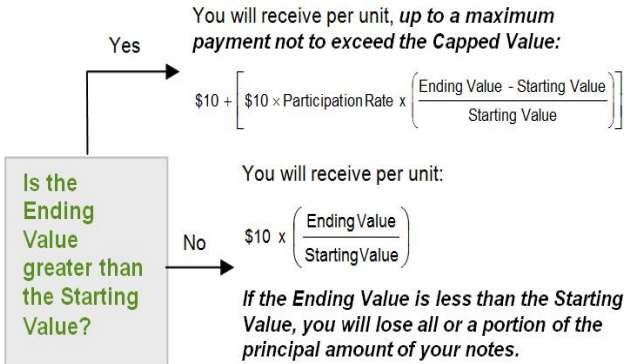 You will receive per unit, up to a maximum
payment not to exceed the Capped Value:
Yes
$10 + [ $10 × Participation Rate x ( Ending Value - Starting Value
Starting Value ) ]
Is the
Ending
Value
greater than
the Starting
Value?
You will receive per unit:
No
$10 x ( Ending Value
Starting Value )
If the Ending Value is less than the Starting
Value, you will lose all or a portion of the
principal amount of your notes.